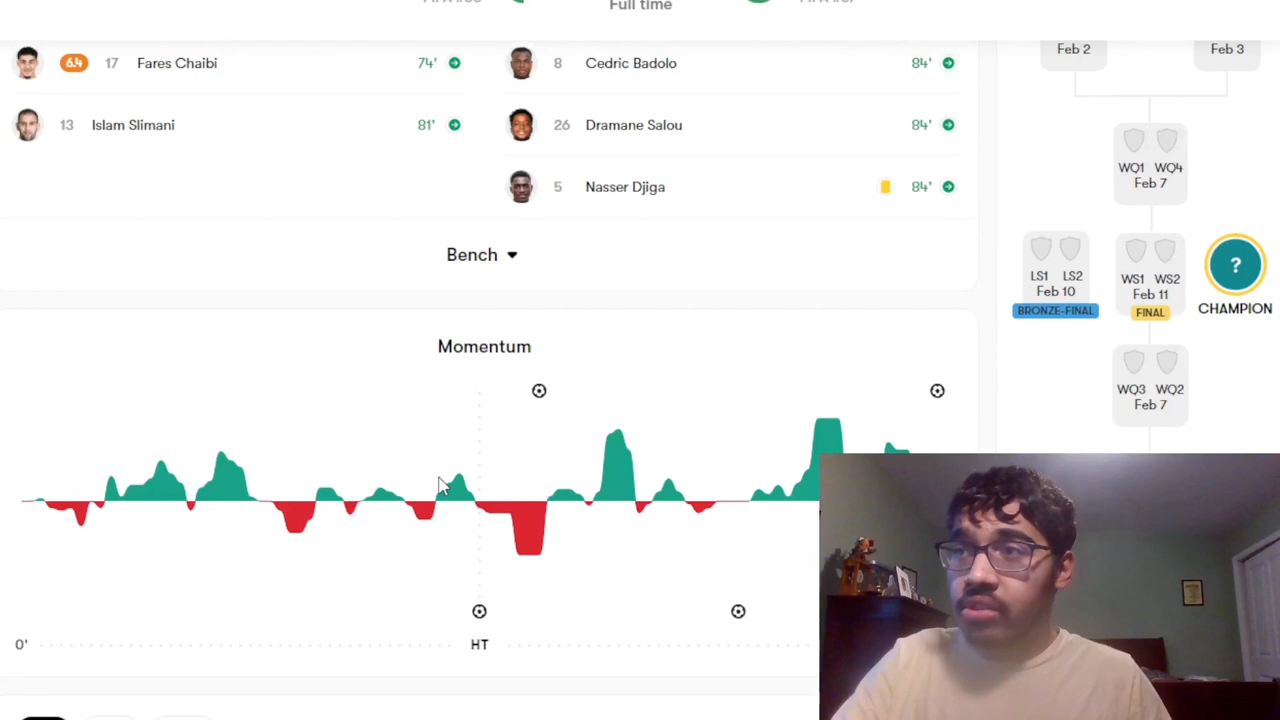 Full time
6.4 17 Fares Chaibi 74'
13 Islam Slimani 81'
8 Cedric Badolo 84'
26 Dramane Salou 84'
5 Nasser Djiga 84'
Bench
Momentum
0'
HT
Feb 2
Feb 3
WQ1 WQ4
Feb 7
LS1 LS2
Feb 10
BRONZE-FINAL
WS1 WS2
Feb 11
FINAL
?
CHAMPION
WQ3 WQ2
Feb 7